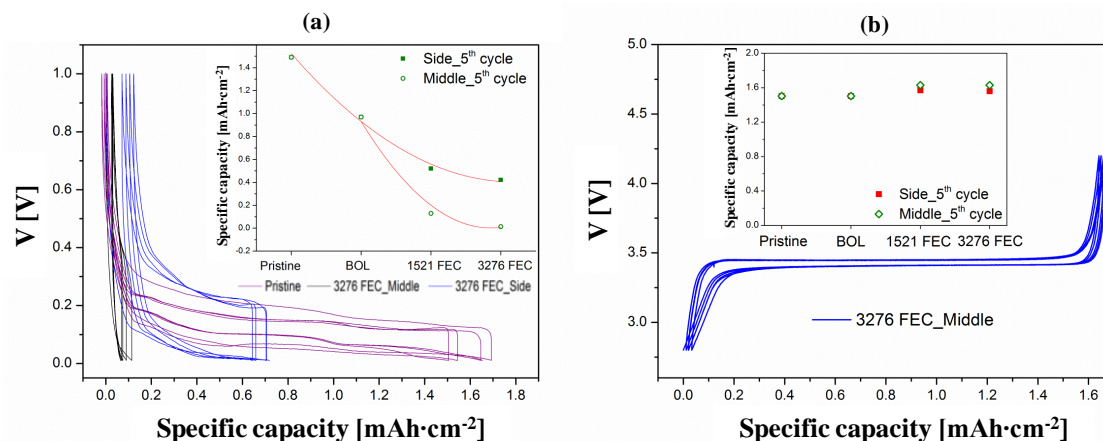 (a)
V [V]
1.0
0.8
0.6
0.4
0.2
0.0
Specific capacity [mAh·cm-2]
1.4
1.2
1.0
0.8
0.6
0.4
0.2
0.0
-0.2
Side_5th cycle
Middle_5th cycle
Pristine BOL 1521 FEC 3276 FEC
Pristine 3276 FEC_Middle 3276 FEC_Side
0.0 0.2 0.4 0.6 0.8 1.0 1.2 1.4 1.6 1.8
Specific capacity [mAh·cm-2]
(b)
V [V]
5.0
4.5
4.0
3.5
3.0
Specific capacity [mAh·cm-2]
2.0
1.6
1.2
0.8
0.4
0.0
Side_5th cycle
Middle_5th cycle
Pristine BOL 1521 FEC 3276 FEC
3276 FEC_Middle
0.0 0.4 0.8 1.2 1.6
Specific capacity [mAh·cm-2]